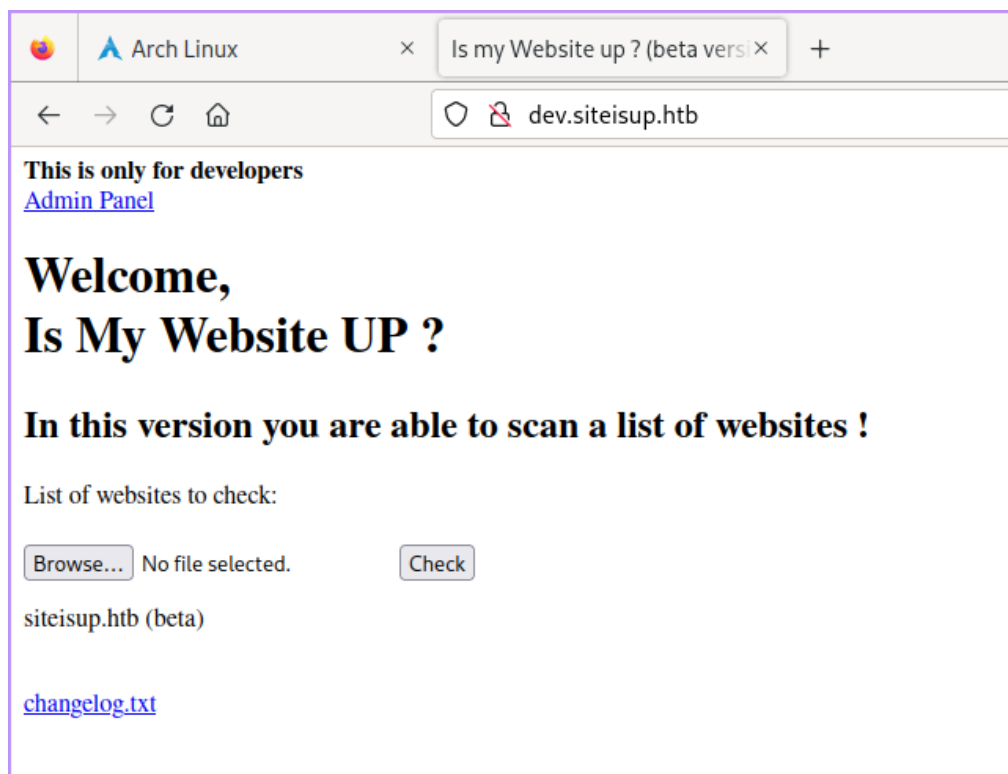 Arch Linux
Is my Website up ? (beta versi
dev.siteisup.htb
This is only for developers
Admin Panel
Welcome,
Is My Website UP ?
In this version you are able to scan a list of websites !
List of websites to check:
Browse... No file selected. Check
siteisup.htb (beta)
changelog.txt